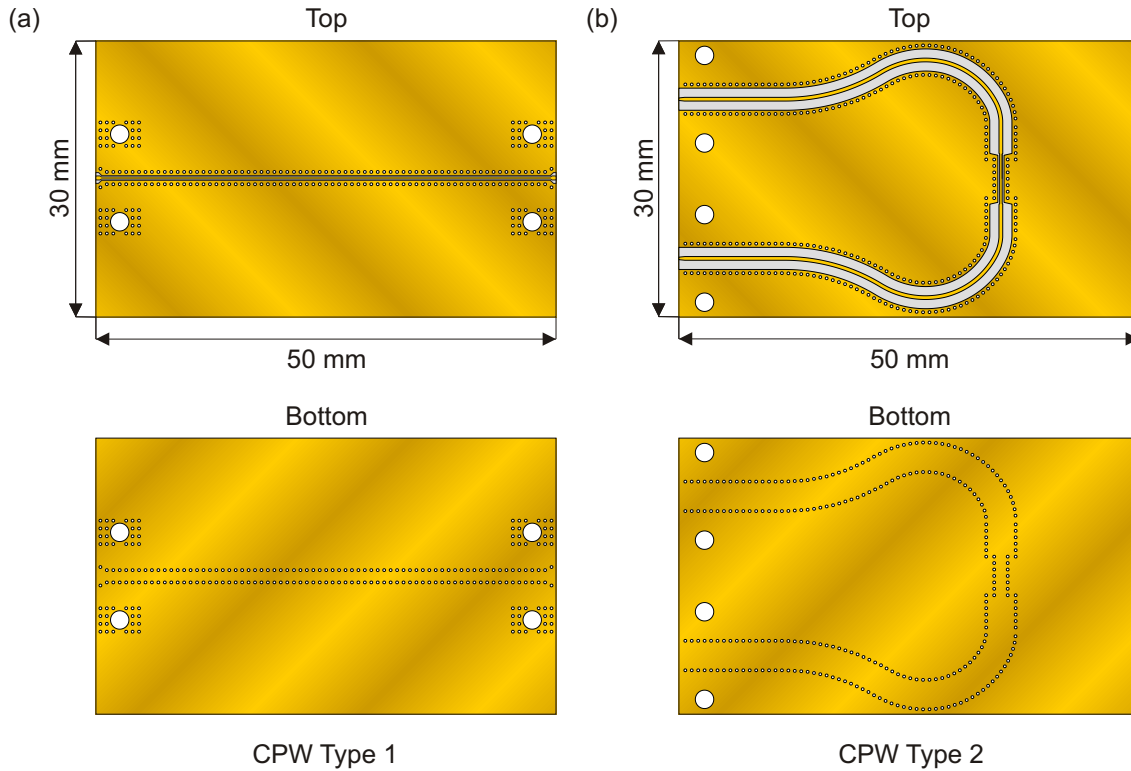 (a)
Top
30 mm
50 mm
Bottom
CPW Type 1
(b)
Top
30 mm
50 mm
Bottom
CPW Type 2